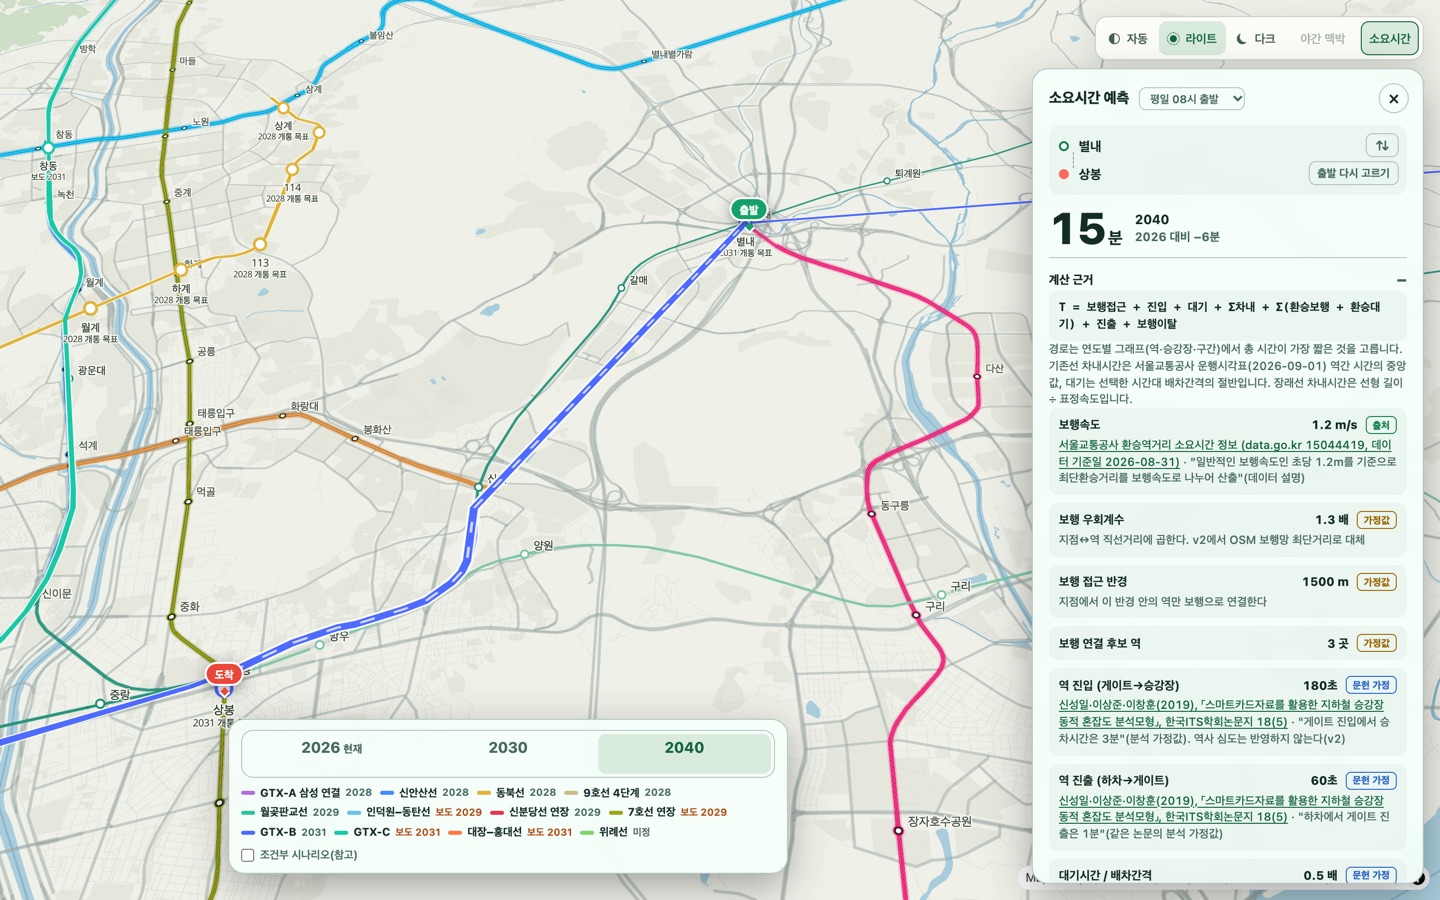 자동
라이트
다크
야간 맥박
소요시간
소요시간 예측
평일 08시 출발
별내
상봉
출발 다시 고르기
15분
2040
2026 대비 −6분
계산 근거
T = 보행접근 + 진입 + 대기 + Σ차내 + Σ(환승보행 + 환승대
기) + 진출 + 보행이탈
경로는 연도별 그래프(역·승강장·구간)에서 총 시간이 가장 짧은 것을 고릅니다.
기존선 차내시간은 서울교통공사 운행시각표(2026-09-01) 역간 시간의 중앙
값, 대기는 선택한 시간대 배차간격의 절반입니다. 장래선 차내시간은 선형 길이
÷ 표정속도입니다.
보행속도
1.2 m/s 출처
서울교통공사 환승역거리 소요시간 정보 (data.go.kr 15044419, 데이
터 기준일 2026-08-31) · "일반적인 보행속도인 초당 1.2m를 기준으로
최단환승거리를 보행속도로 나누어 산출"(데이터 설명)
보행 우회계수
1.3 배 가정값
지점↔역 직선거리에 곱한다. v2에서 OSM 보행망 최단거리로 대체
보행 접근 반경
1500 m 가정값
지점에서 이 반경 안의 역만 보행으로 연결한다
보행 연결 후보 역
3 곳 가정값
역 진입 (게이트→승강장)
180초 문헌 가정
신성일·이상준·이창훈(2019), 「스마트카드자료를 활용한 지하철 승강장
동적 혼잡도 분석모형」, 한국ITS학회논문지 18(5) · "게이트 진입에서 승
차시간은 3분"(분석 가정값). 역사 심도는 반영하지 않는다(v2)
역 진출 (하차→게이트)
60초 문헌 가정
신성일·이상준·이창훈(2019), 「스마트카드자료를 활용한 지하철 승강장
동적 혼잡도 분석모형」, 한국ITS학회논문지 18(5) · "하차에서 게이트 진
출은 1분"(같은 논문의 분석 가정값)
대기시간 / 배차간격
0.5 배 문헌 가정
방학
마들
불암산
별내별가람
창동
노원
상계
상계
2028 개통 목표
창동
보도 2031
녹천
중계
114
2028 개통 목표
퇴계원
출발
별내
2031 개통 목표
113
2028 개통 목표
하계
하계
2028 개통 목표
월계
월계
2028 개통 목표
갈매
공릉
광운대
다산
태릉입구
태릉입구
화랑대
봉화산
석계
먹골
동구릉
양원
신이문
중화
구리
구리
도착
중랑
상봉
2031 개통
장자호수공원
2026 현재
2030
2040
GTX-A 삼성 연결 2028
신안산선 2028
동북선 2028
9호선 4단계 2028
월곶판교선 2029
인덕원–동탄선 보도 2029
신분당선 연장 2029
7호선 연장 보도 2029
GTX-B 2031
GTX-C 보도 2031
대장–홍대선 보도 2031
위례선 미정
조건부 시나리오(참고)